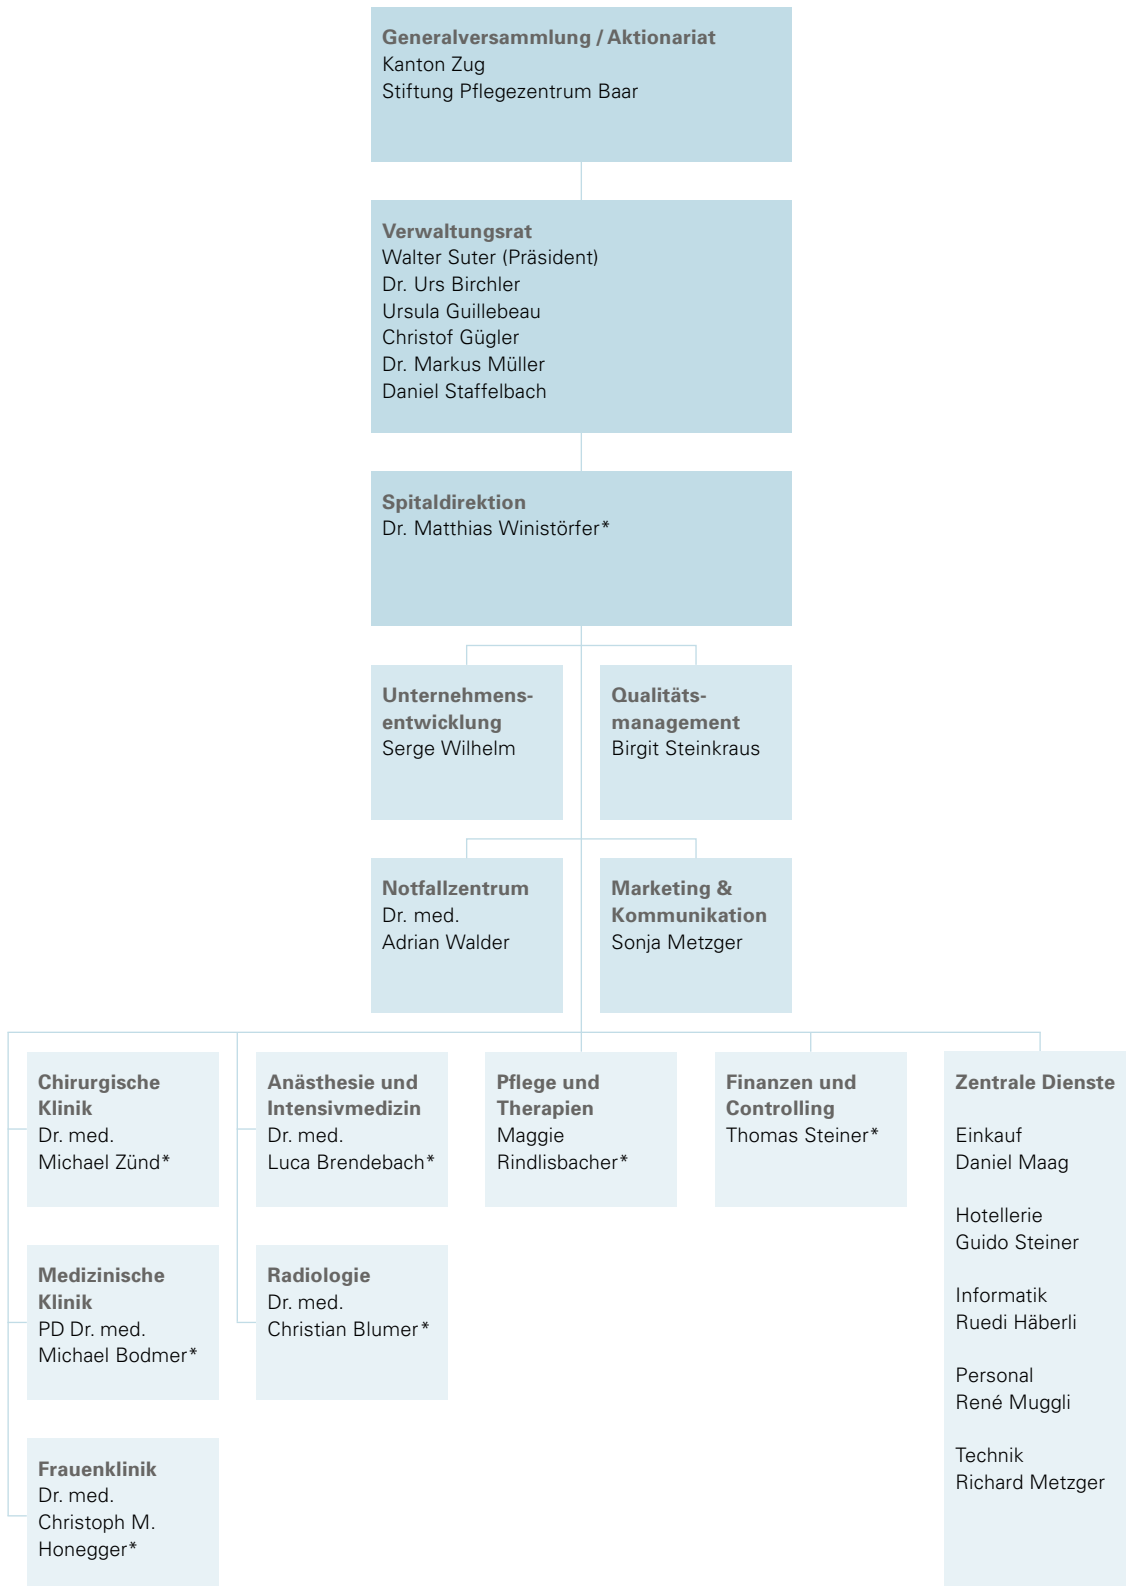 Generalversammlung / Aktionariat
Kanton Zug
Stiftung Pflegezentrum Baar
Verwaltungsrat
Walter Suter (Präsident)
Dr. Urs Birchler
Ursula Guillebeau
Christof Gügler
Dr. Markus Müller
Daniel Staffelbach
Spitaldirektion
Dr. Matthias Winistörfer*
Unternehmens-
entwicklung
Serge Wilhelm
Qualitäts-
management
Birgit Steinkraus
Notfallzentrum
Dr. med.
Adrian Walder
Marketing &
Kommunikation
Sonja Metzger
Chirurgische
Klinik
Dr. med.
Michael Zünd*
Anästhesie und
Intensivmedizin
Dr. med.
Luca Brendebach*
Pflege und
Therapien
Maggie
Rindlisbacher*
Finanzen und
Controlling
Thomas Steiner*
Zentrale Dienste
Einkauf
Daniel Maag
Hotellerie
Guido Steiner
Informatik
Ruedi Häberli
Personal
René Muggli
Technik
Richard Metzger
Medizinische
Klinik
PD Dr. med.
Michael Bodmer*
Radiologie
Dr. med.
Christian Blumer*
Frauenklinik
Dr. med.
Christoph M.
Honegger*